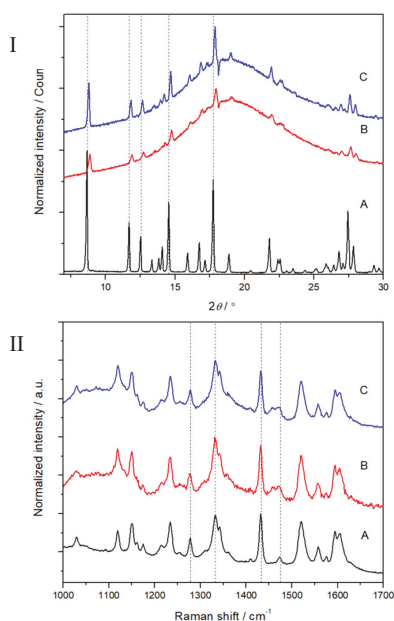 I
Normalized intensity / Coun
C
B
A
10
15
20
25
30
2θ / °
II
Normalized intensity / a.u.
C
B
A
1000
1100
1200
1300
1400
1500
1600
1700
Raman shift / cm⁻¹